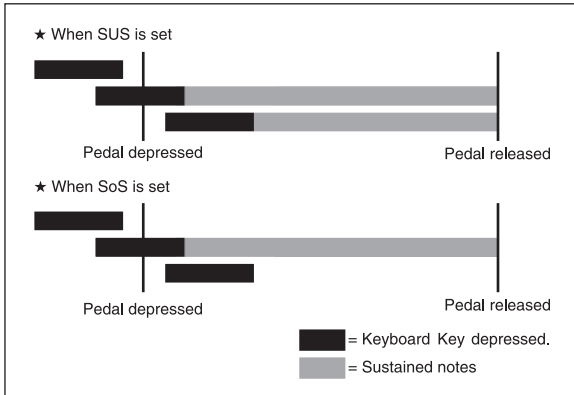 ★ When SUS is set
Pedal depressed
Pedal released
★ When SoS is set
Pedal depressed
Pedal released
= Keyboard Key depressed.
= Sustained notes